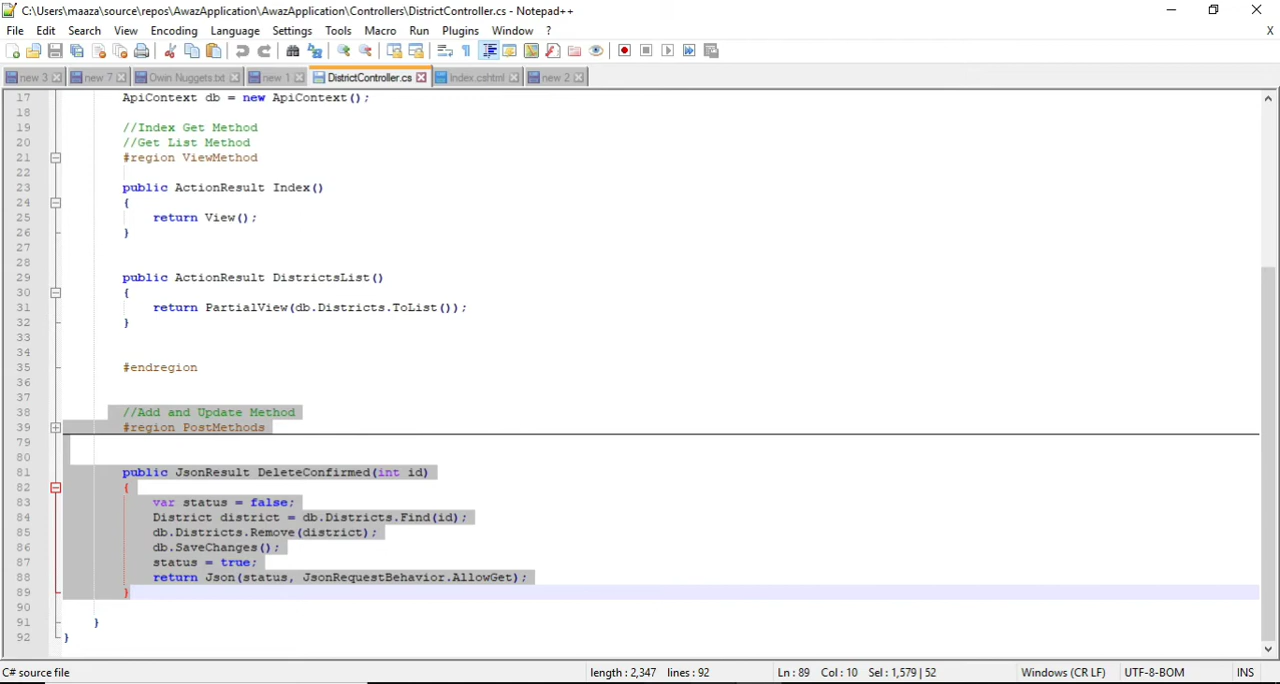 C:\Users\maaza\source\repos\AwazApplication\AwazApplication\Controllers\DistrictController.cs - Notepad++
File Edit Search View Encoding Language Settings Tools Macro Run Plugins Window ? X
new 3 new 7 Owin Nuggets.txt new 1 DistrictController.cs Index.cshtml new 2
17 ApiContext db = new ApiContext();
18
19 //Index Get Method
20 //Get List Method
21 #region ViewMethod
22
23 public ActionResult Index()
24 {
25 return View();
26 }
27
28
29 public ActionResult DistrictsList()
30 {
31 return PartialView(db.Districts.ToList());
32 }
33
34
35 #endregion
36
37
38 //Add and Update Method
39 #region PostMethods
79
80
81 public JsonResult DeleteConfirmed(int id)
82 {
83 var status = false;
84 District district = db.Districts.Find(id);
85 db.Districts.Remove(district);
86 db.SaveChanges();
87 status = true;
88 return Json(status, JsonRequestBehavior.AllowGet);
89 }
90
91 }
92 }
C# source file length : 2,347 lines : 92 Ln : 89 Col : 10 Sel : 1,579 | 52 Windows (CR LF) UTF-8-BOM INS